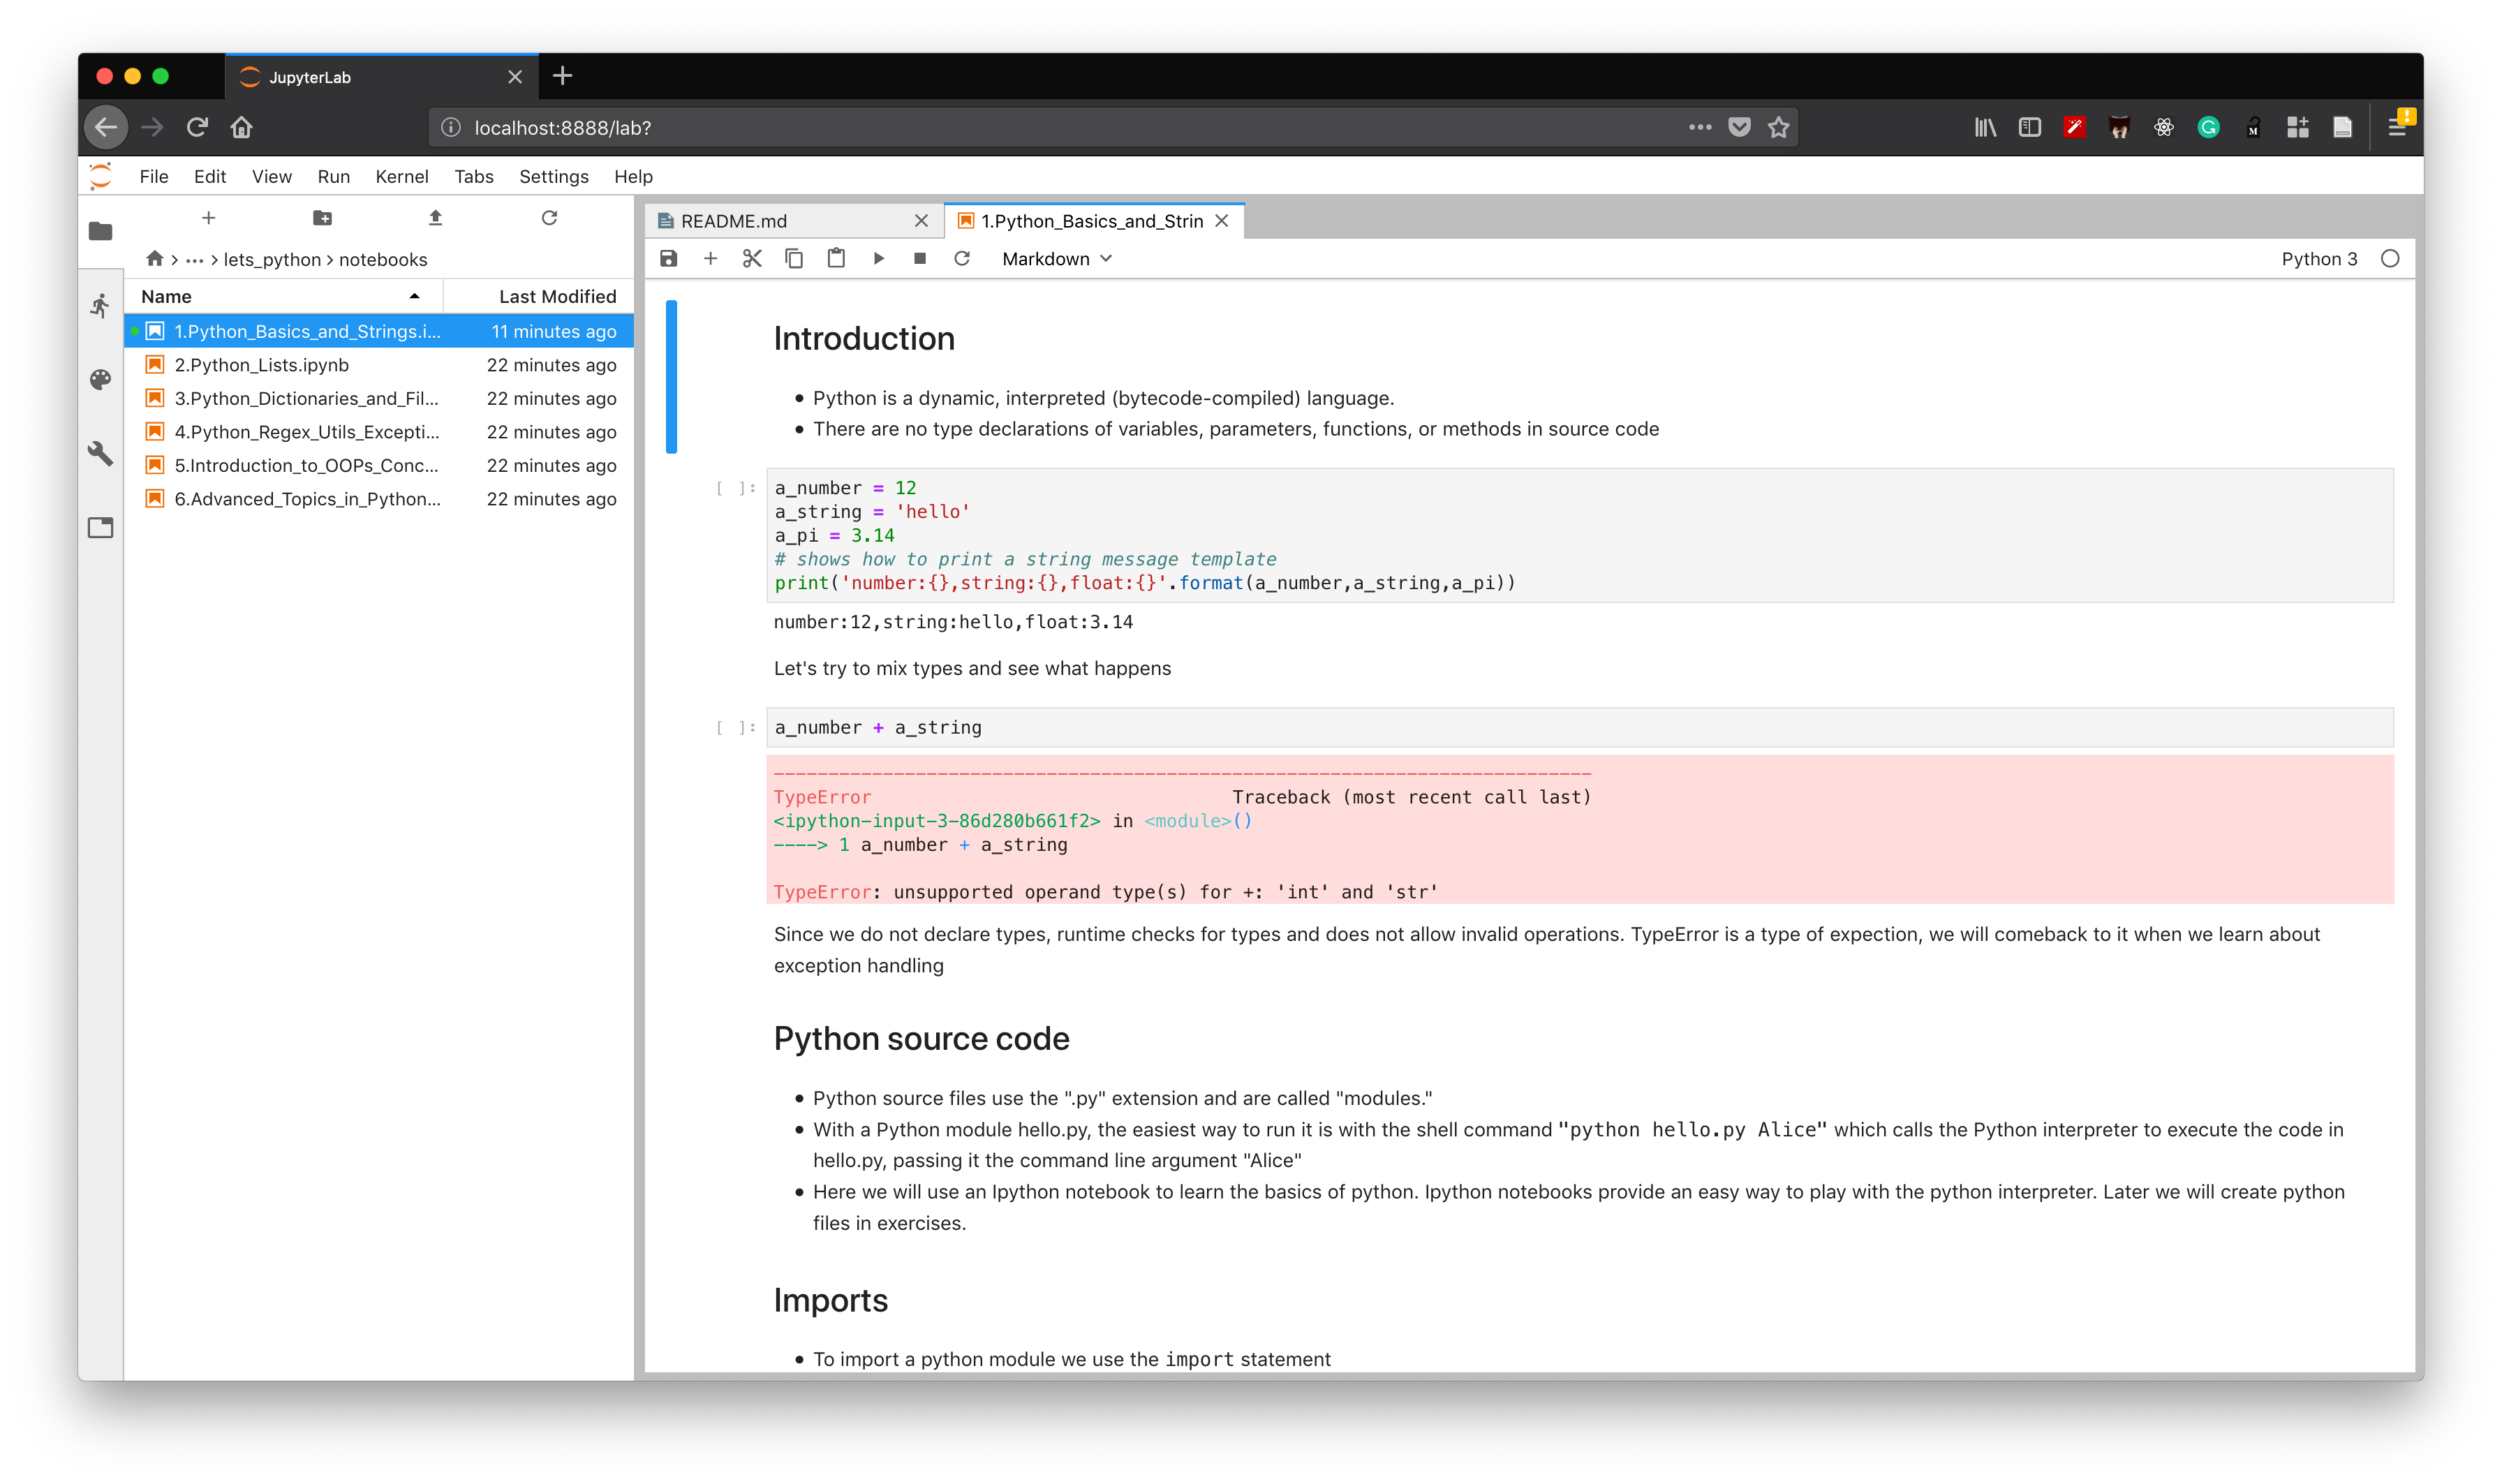 JupyterLab
localhost:8888/lab?
File Edit View Run Kernel Tabs Settings Help
lets_python > notebooks
Name Last Modified
1.Python_Basics_and_Strings.i... 11 minutes ago
2.Python_Lists.ipynb 22 minutes ago
3.Python_Dictionaries_and_Fil... 22 minutes ago
4.Python_Regex_Utils_Excepti... 22 minutes ago
5.Introduction_to_OOPs_Conc... 22 minutes ago
6.Advanced_Topics_in_Python... 22 minutes ago
README.md 1.Python_Basics_and_Strin
Markdown Python 3
Introduction
• Python is a dynamic, interpreted (bytecode-compiled) language.
• There are no type declarations of variables, parameters, functions, or methods in source code
[ ]: a_number = 12
a_string = 'hello'
a_pi = 3.14
# shows how to print a string message template
print('number:{},string:{},float:{}'.format(a_number,a_string,a_pi))
number:12,string:hello,float:3.14
Let's try to mix types and see what happens
[ ]: a_number + a_string
---------------------------------------------------------------------------
TypeError Traceback (most recent call last)
<ipython-input-3-86d280b661f2> in <module>()
----> 1 a_number + a_string
TypeError: unsupported operand type(s) for +: 'int' and 'str'
Since we do not declare types, runtime checks for types and does not allow invalid operations. TypeError is a type of expection, we will comeback to it when we learn about
exception handling
Python source code
• Python source files use the ".py" extension and are called "modules."
• With a Python module hello.py, the easiest way to run it is with the shell command "python hello.py Alice" which calls the Python interpreter to execute the code in
hello.py, passing it the command line argument "Alice"
• Here we will use an Ipython notebook to learn the basics of python. Ipython notebooks provide an easy way to play with the python interpreter. Later we will create python
files in exercises.
Imports
• To import a python module we use the import statement